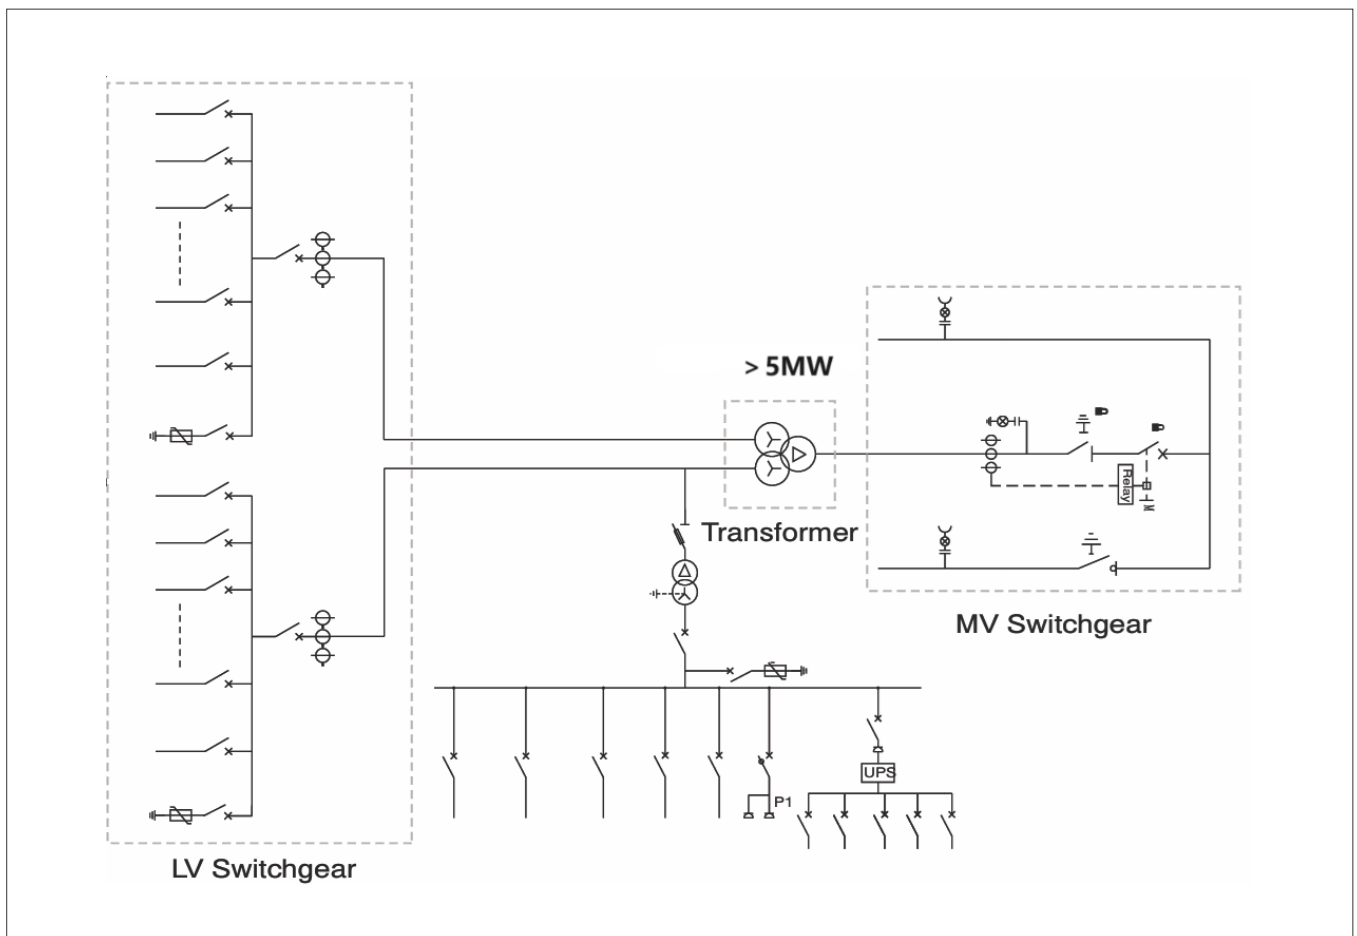 > 5MW
Transformer
Relay
M
MV Switchgear
UPS
P1
LV Switchgear